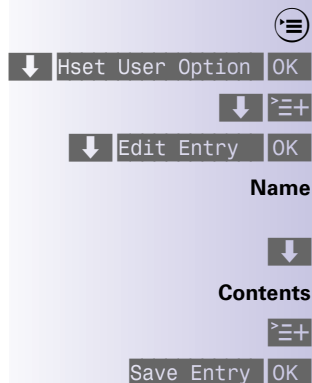 Hset User Option OK
Edit Entry OK
Name
Contents
Save Entry OK